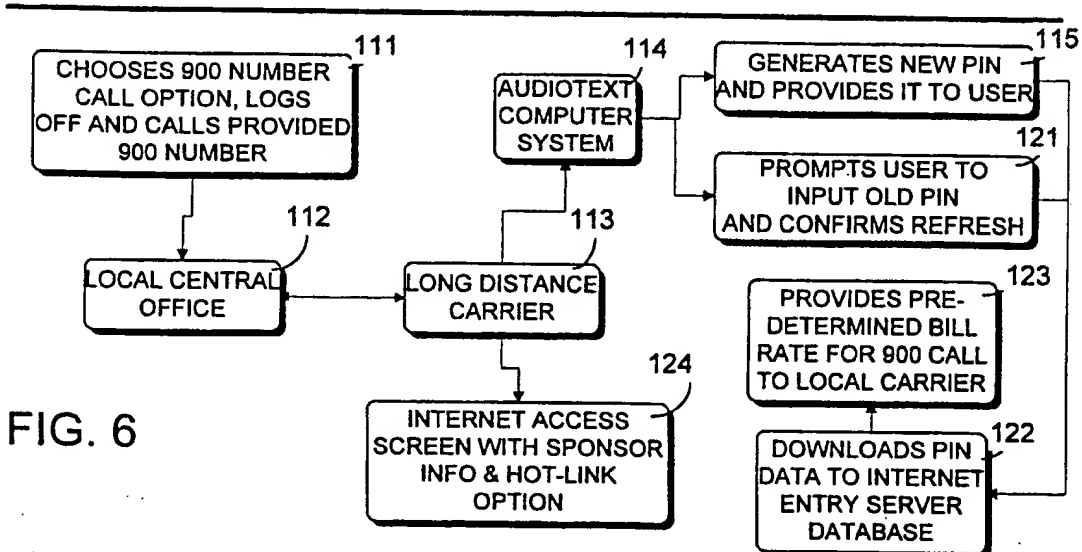 111
CHOOSES 900 NUMBER
CALL OPTION, LOGS
OFF AND CALLS PROVIDED
900 NUMBER
112
LOCAL CENTRAL
OFFICE
113
LONG DISTANCE
CARRIER
114
AUDIOTEXT
COMPUTER
SYSTEM
115
GENERATES NEW PIN
AND PROVIDES IT TO USER
121
PROMPTS USER TO
INPUT OLD PIN
AND CONFIRMS REFRESH
123
PROVIDES PRE-
DETERMINED BILL
RATE FOR 900 CALL
TO LOCAL CARRIER
122
DOWNLOADS PIN
DATA TO INTERNET
ENTRY SERVER
DATABASE
124
INTERNET ACCESS
SCREEN WITH SPONSOR
INFO & HOT-LINK
OPTION
FIG. 6